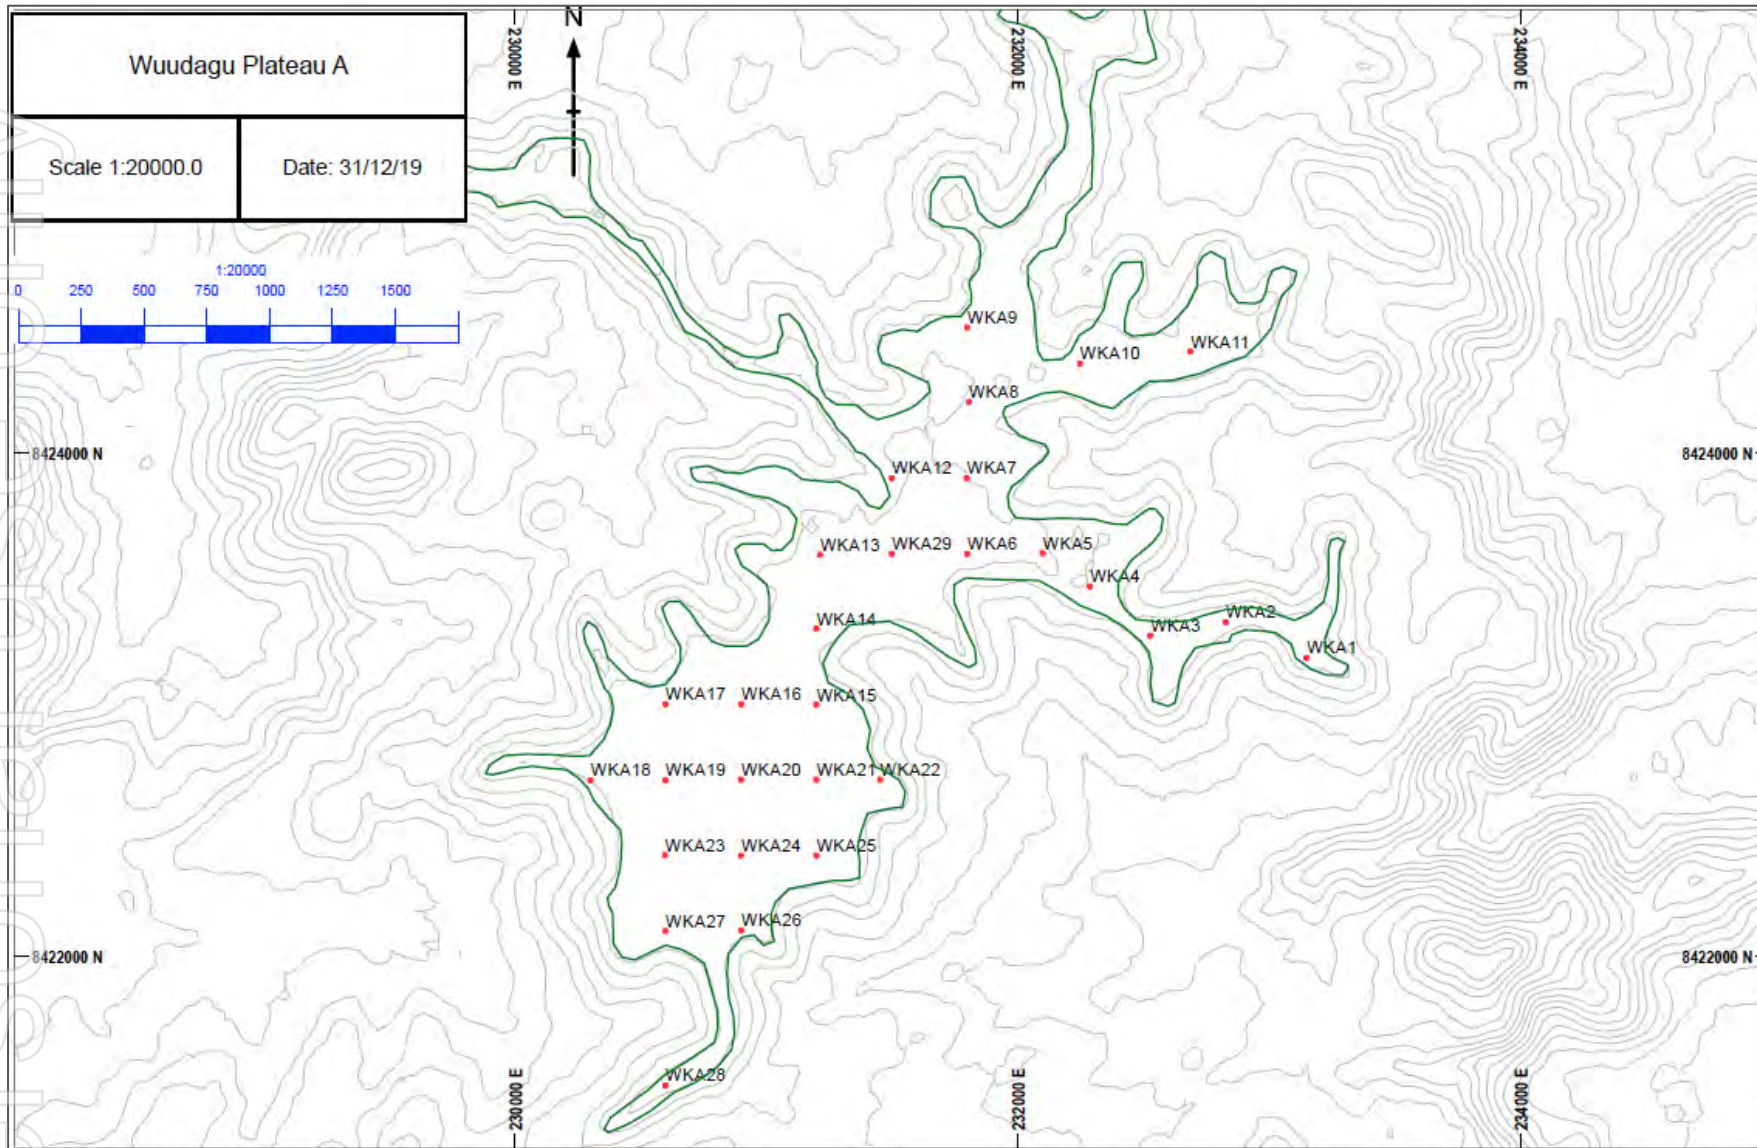 Wuudagu Plateau A
Scale 1:20000.0
Date: 31/12/19
N
230000 E
232000 E
234000 E
1:20000
0 250 500 750 1000 1250 1500
WKA9
WKA10
WKA11
WKA8
8424000 N
8424000 N
WKA12
WKA7
WKA13
WKA29
WKA6
WKA5
WKA4
WKA14
WKA3
WKA2
WKA1
WKA17
WKA16
WKA15
WKA18
WKA19
WKA20
WKA21
WKA22
WKA23
WKA24
WKA25
WKA27
WKA26
8422000 N
8422000 N
WKA28
230000 E
232000 E
234000 E